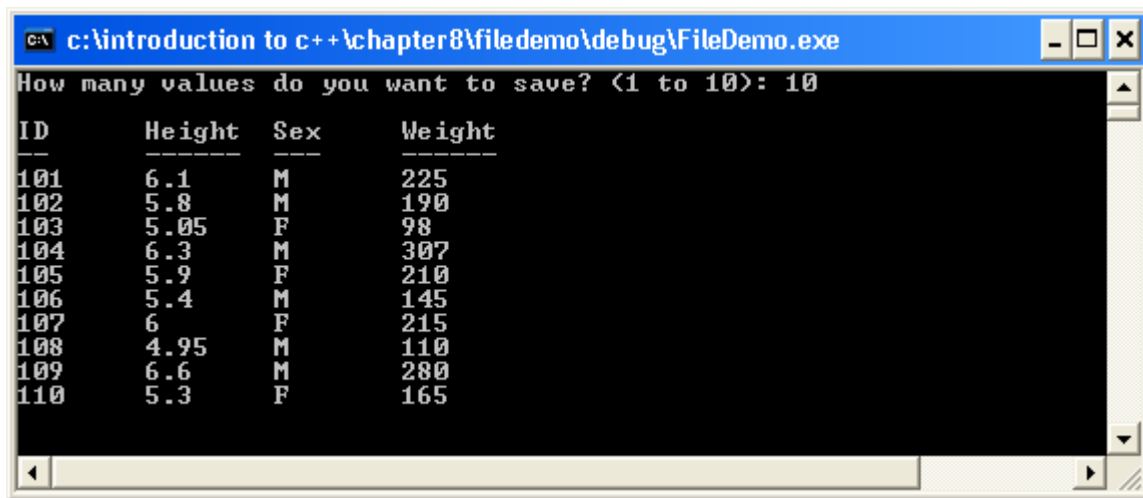 c:\introduction to c++\chapter8\filedemo\debug\FileDemo.exe
How many values do you want to save? (1 to 10): 10
ID Height Sex Weight
-- ------ --- ------
101 6.1 M 225
102 5.8 M 190
103 5.05 F 98
104 6.3 M 307
105 5.9 F 210
106 5.4 M 145
107 6 F 215
108 4.95 M 110
109 6.6 M 280
110 5.3 F 165